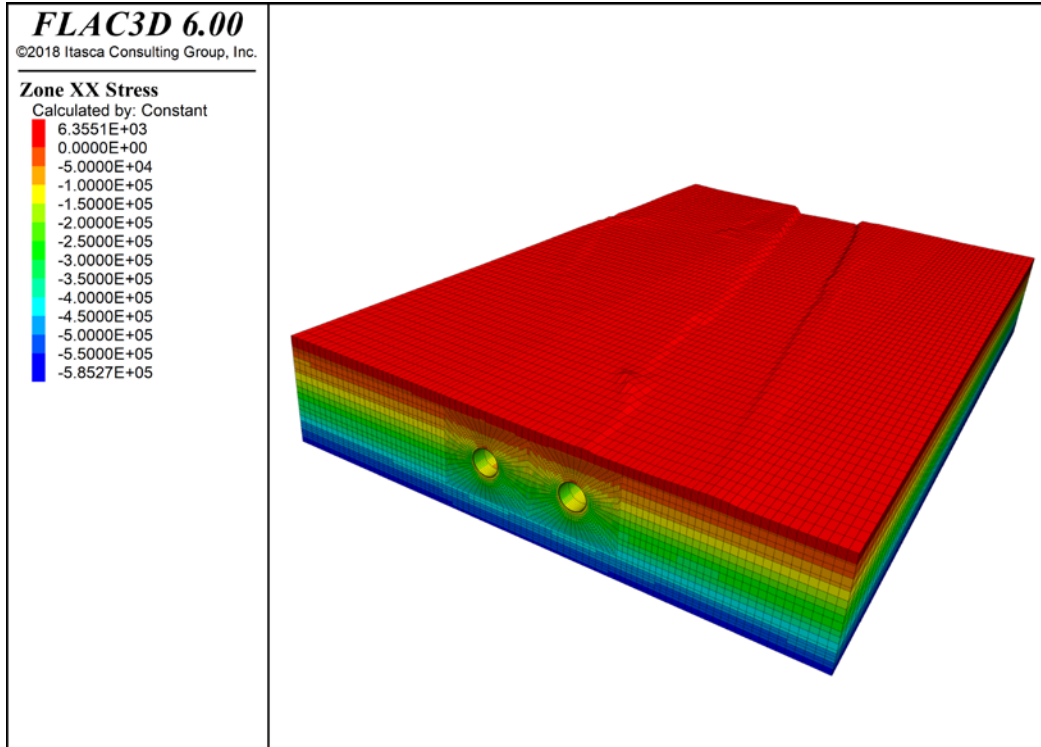 FLAC3D 6.00
©2018 Itasca Consulting Group, Inc.
Zone XX Stress
Calculated by: Constant
6.3551E+03
0.0000E+00
-5.0000E+04
-1.0000E+05
-1.5000E+05
-2.0000E+05
-2.5000E+05
-3.0000E+05
-3.5000E+05
-4.0000E+05
-4.5000E+05
-5.0000E+05
-5.5000E+05
-5.8527E+05